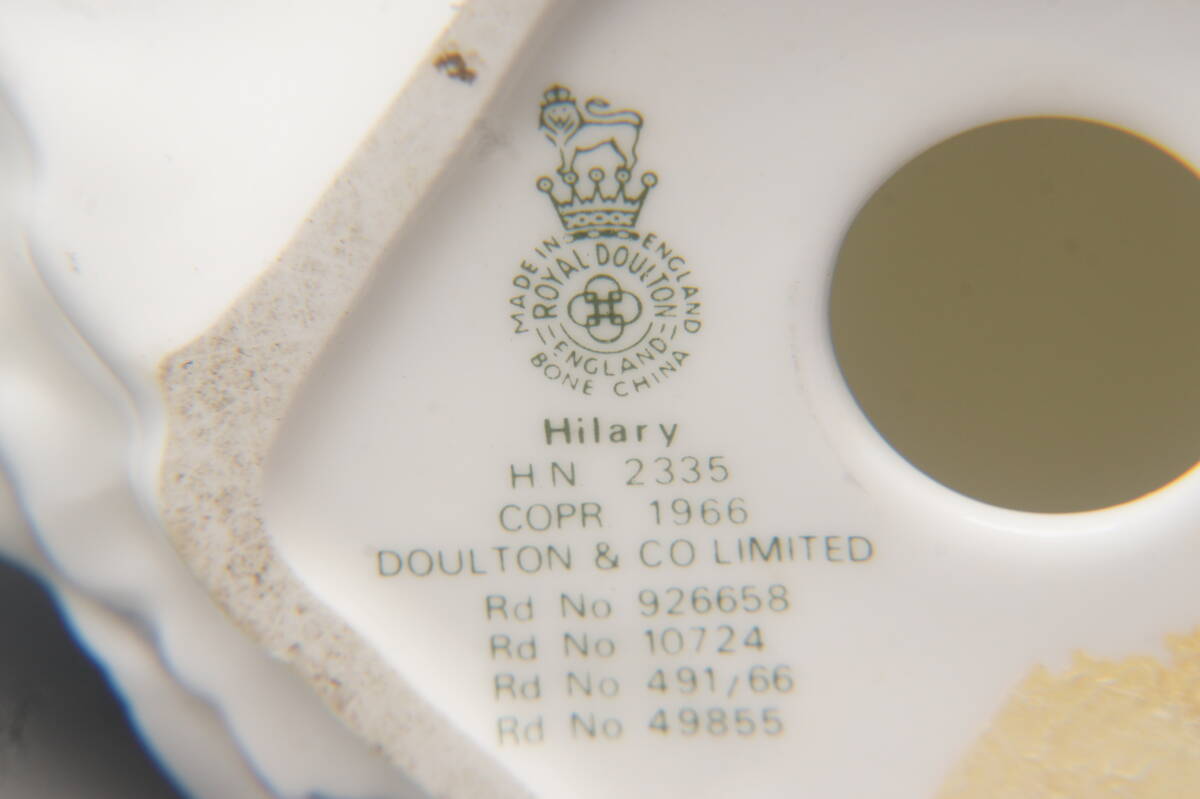 MADE IN ENGLAND
ROYAL DOULTON
ENGLAND
BONE CHINA
Hilary
HN 2335
COPR 1966
DOULTON & CO LIMITED
Rd No 926658
Rd No 10724
Rd No 491/66
Rd No 49855